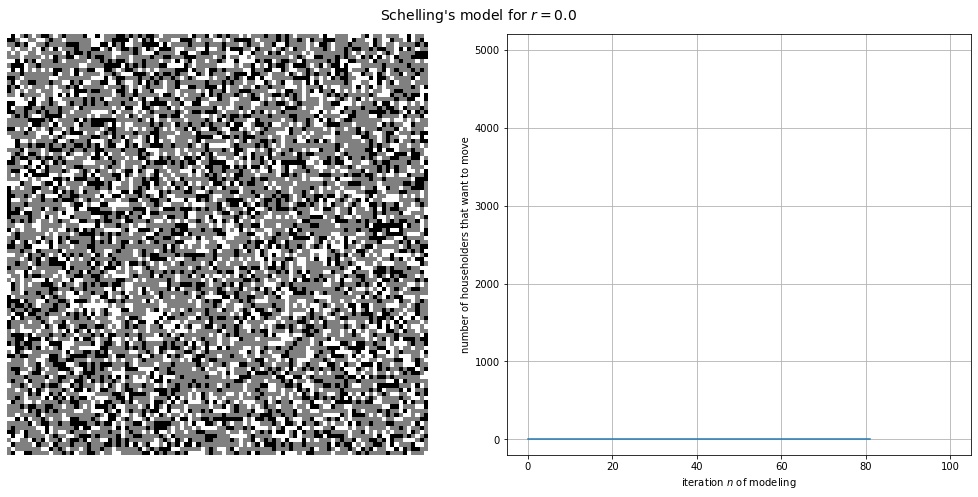 Schelling's model for r = 0.0
5000
4000
3000
2000
1000
0
number of householders that want to move
0 20 40 60 80 100
iteration n of modeling